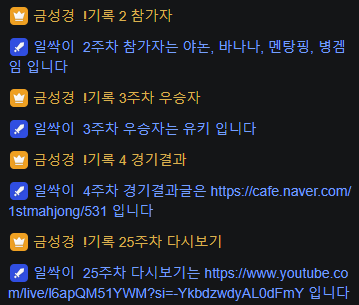 금성경 !기록 2 참가자
일싹이 2주차 참가자는 야논, 바나나, 멘탕핑, 병겜
임 입니다
금성경 !기록 3주차 우승자
일싹이 3주차 우승자는 유키 입니다
금성경 !기록 4 경기결과
일싹이 4주차 경기결과글은 https://cafe.naver.com/
1stmahjong/531 입니다
금성경 !기록 25주차 다시보기
일싹이 25주차 다시보기는 https://www.youtube.co
m/live/l6apQM51YWM?si=-YkbdzwdyAL0dFmY 입니다